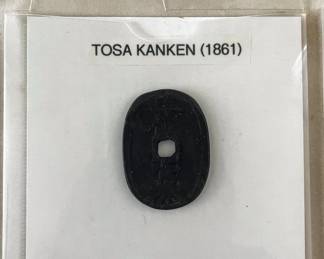 TOSA KANKEN (1861)